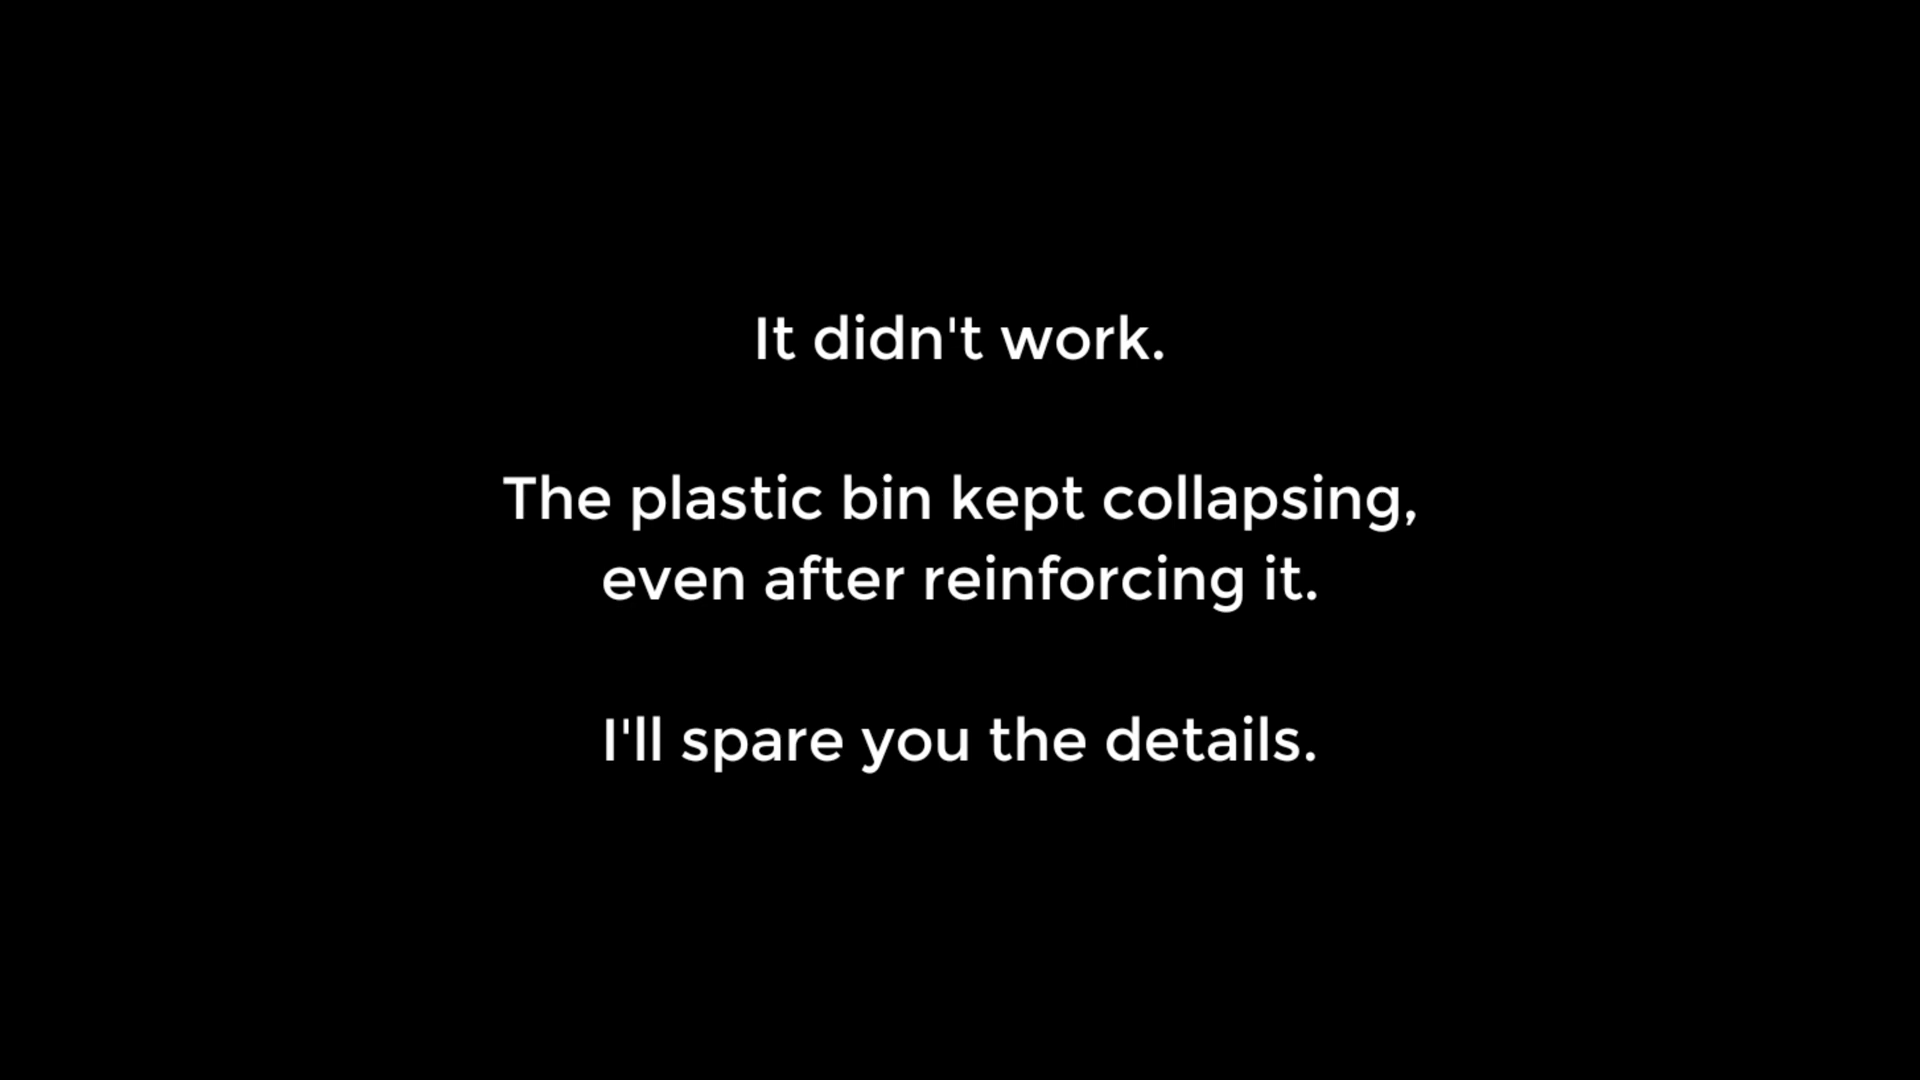 It didn't work.
The plastic bin kept collapsing,
even after reinforcing it.
I'll spare you the details.